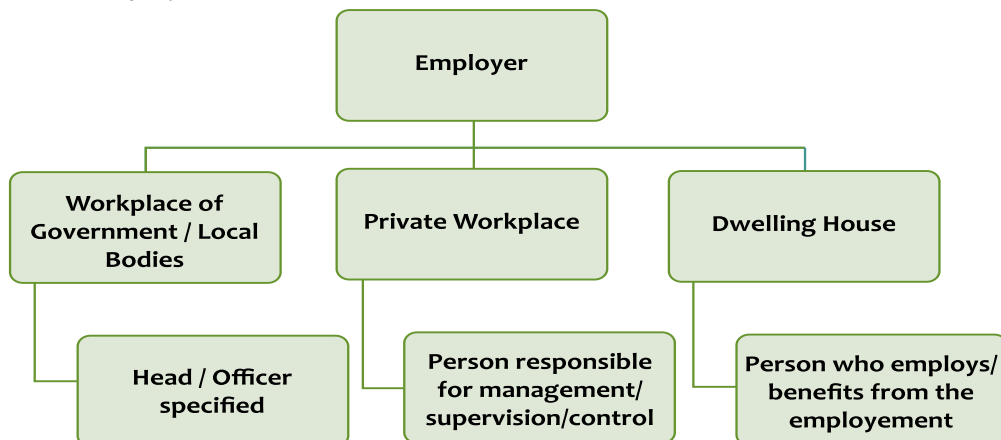 Employer
Workplace of
Government / Local
Bodies
Private Workplace
Dwelling House
Head / Officer
specified
Person responsible
for management/
supervision/control
Person who employs/
benefits from the
employement